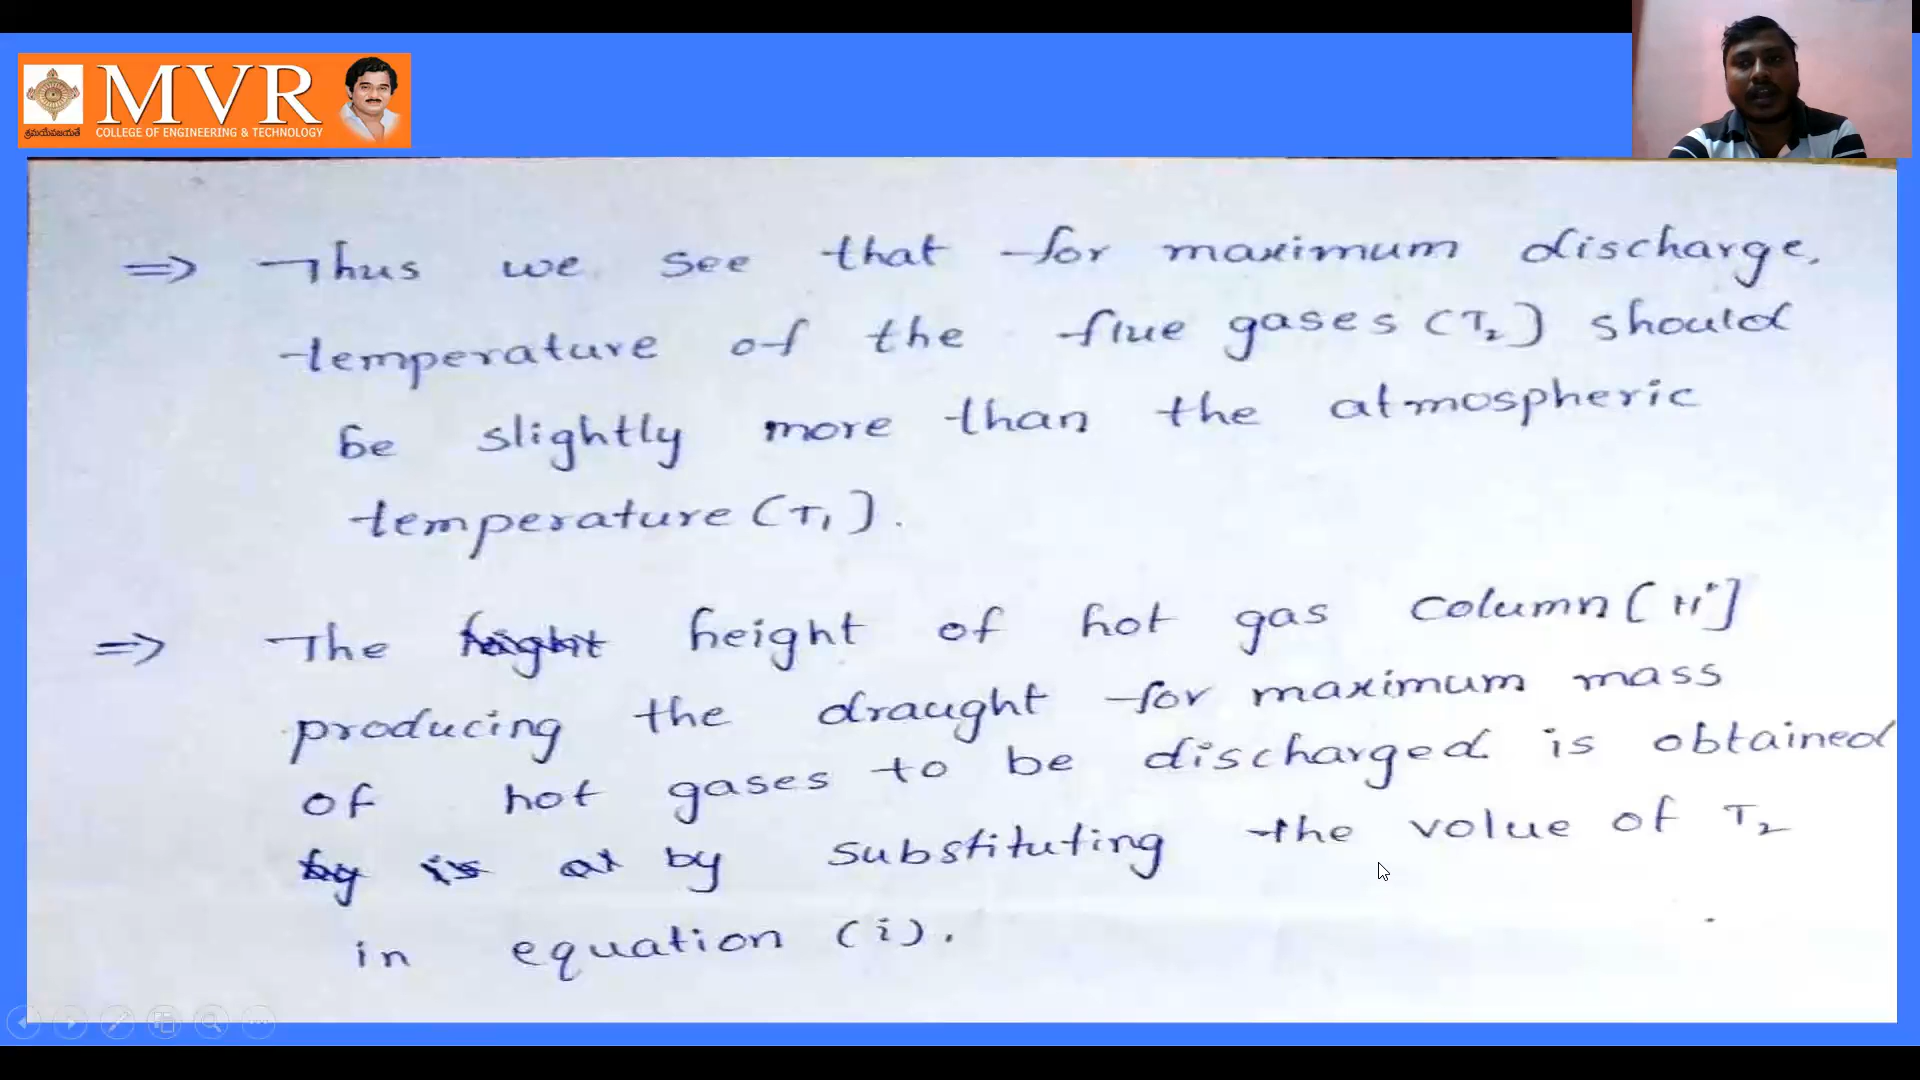 MVR
COLLEGE OF ENGINEERING & TECHNOLOGY
శ్రమయేవజయతే
=> Thus we see that for maximum discharge,
temperature of the flue gases (T₂) should
be slightly more than the atmospheric
temperature (T₁).
=> The height height of hot gas column [H']
producing the draught for maximum mass
of hot gases to be discharged is obtained
by is at by substituting the value of T₂
in equation (i).